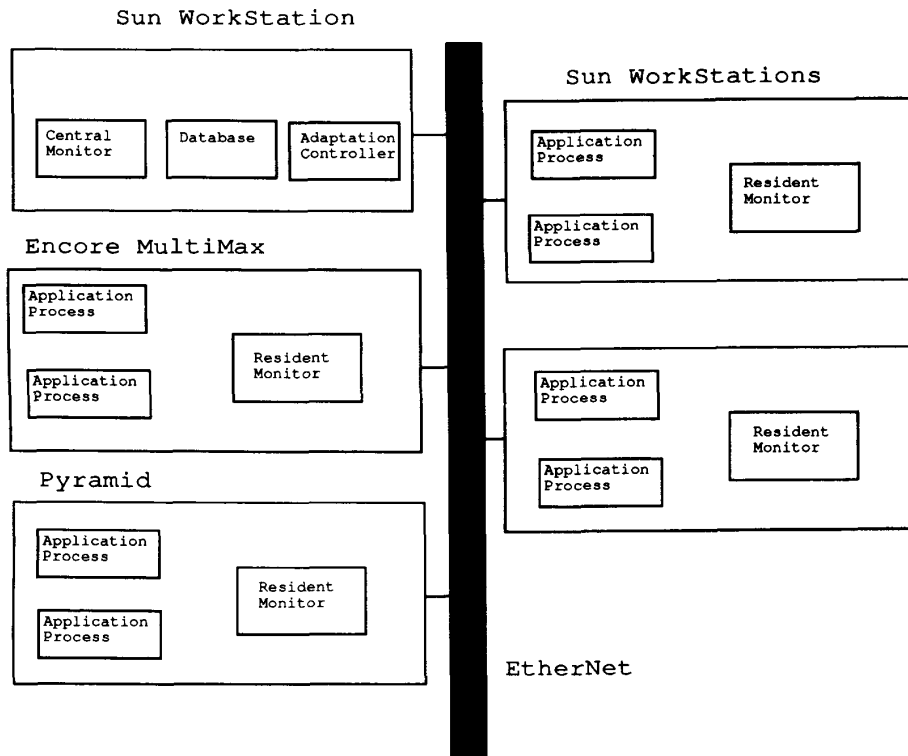 Sun WorkStation
Central
Monitor
Database
Adaptation
Controller
Encore MultiMax
Application
Process
Application
Process
Resident
Monitor
Pyramid
Application
Process
Application
Process
Resident
Monitor
Sun WorkStations
Application
Process
Application
Process
Resident
Monitor
Application
Process
Application
Process
Resident
Monitor
EtherNet